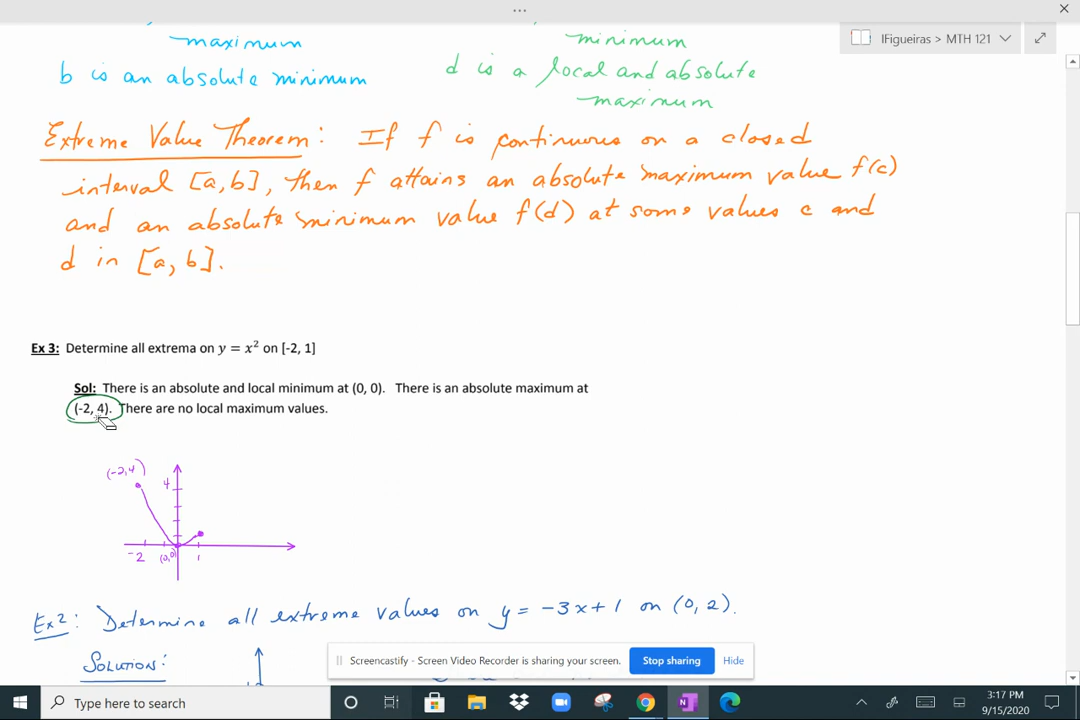 IFigueiras > MTH 121
maximum
minimum
b is an absolute minimum
d is a local and absolute
maximum
Extreme Value Theorem: If f is continuous on a closed
interval [a, b], then f attains an absolute maximum value f(c)
and an absolute minimum value f(d) at some values c and
d in [a, b].
Ex 3: Determine all extrema on y = x² on [-2, 1]
Sol: There is an absolute and local minimum at (0, 0). There is an absolute maximum at
(-2, 4). There are no local maximum values.
(-2,4)
4
-2
(0,0)
1
Ex2: Determine all extreme values on y = -3x+1 on (0, 2).
Solution:
Screencastify - Screen Video Recorder is sharing your screen.
Stop sharing
Hide
Type here to search
3:17 PM
9/15/2020